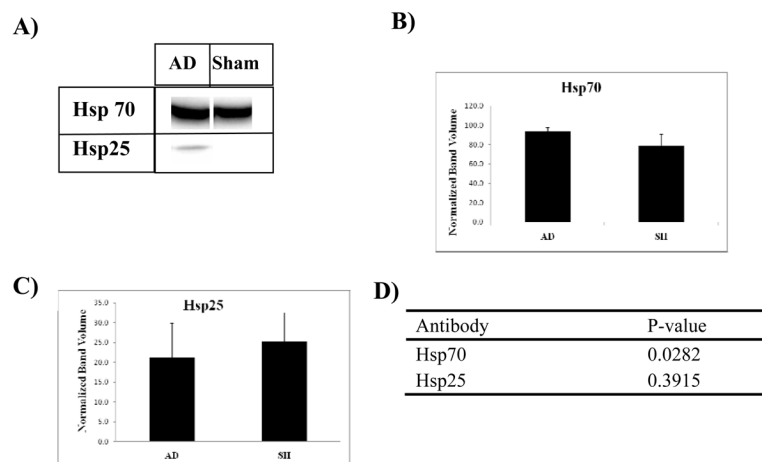 A)
AD Sham
Hsp 70
Hsp25
B)
Hsp70
Normalized Band Volume
120.0
100.0
80.0
60.0
40.0
20.0
0.0
AD SH
C)
Hsp25
Normalized Band Volume
35.0
30.0
25.0
20.0
15.0
10.0
5.0
0.0
AD SH
D)
Antibody P-value
Hsp70 0.0282
Hsp25 0.3915